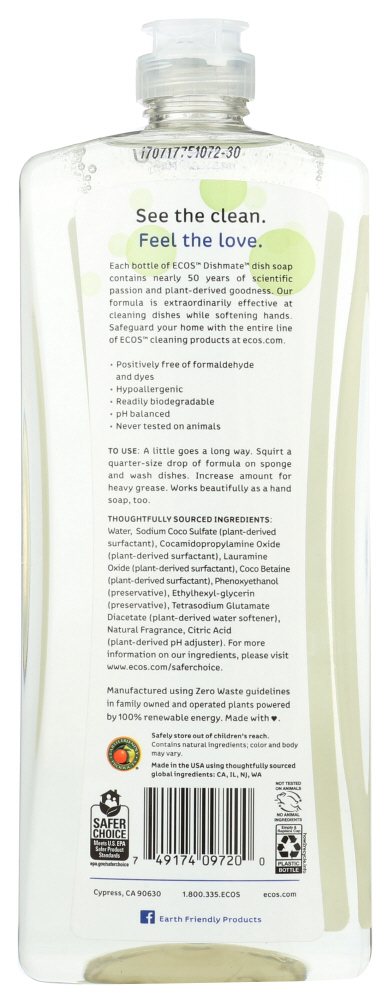 170717751072-30
See the clean.
Feel the love.
Each bottle of ECOS™ Dishmate™ dish soap
contains nearly 50 years of scientific
passion and plant-derived goodness. Our
formula is extraordinarily effective at
cleaning dishes while softening hands.
Safeguard your home with the entire line
of ECOS™ cleaning products at ecos.com.
• Positively free of formaldehyde
and dyes
• Hypoallergenic
• Readily biodegradable
• pH balanced
• Never tested on animals
TO USE: A little goes a long way. Squirt a
quarter-size drop of formula on sponge
and wash dishes. Increase amount for
heavy grease. Works beautifully as a hand
soap, too.
THOUGHTFULLY SOURCED INGREDIENTS:
Water, Sodium Coco Sulfate (plant-derived
surfactant), Cocamidopropylamine Oxide
(plant-derived surfactant), Lauramine
Oxide (plant-derived surfactant), Coco Betaine
(plant-derived surfactant), Phenoxyethanol
(preservative), Ethylhexyl-glycerin
(preservative), Tetrasodium Glutamate
Diacetate (plant-derived water softener),
Natural Fragrance, Citric Acid
(plant-derived pH adjuster). For more
information on our ingredients, please visit
www.ecos.com/saferchoice.
Manufactured using Zero Waste guidelines
in family owned and operated plants powered
by 100% renewable energy. Made with ♥.
Safely store out of children's reach.
Contains natural ingredients; color and body
may vary.
Made in the USA using thoughtfully sourced
global ingredients: CA, IL, NJ, WA
NOT TESTED
ON ANIMALS
NO ANIMAL
INGREDIENTS
SAFER
CHOICE
Meets U.S. EPA
Safer Product
Standards
epa.gov/saferchoice
7 49174 09720 0
Empty &
Replace Cap
PLASTIC
BOTTLE
how2recycle.info
Cypress, CA 90630 1.800.335.ECOS ecos.com
Earth Friendly Products